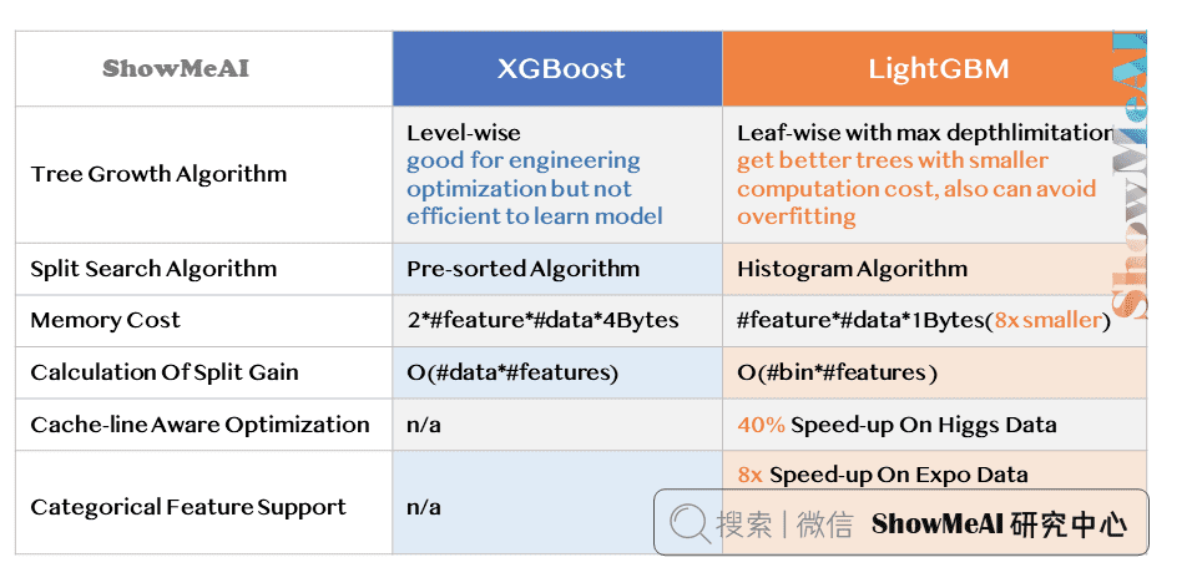 ShowMeAI
XGBoost
LightGBM
Tree Growth Algorithm
Level-wise
good for engineering
optimization but not
efficient to learn model
Leaf-wise with max depthlimitation
get better trees with smaller
computation cost, also can avoid
overfitting
Split Search Algorithm
Pre-sorted Algorithm
Histogram Algorithm
Memory Cost
2*#feature*#data*4Bytes
#feature*#data*1Bytes(8x smaller)
Calculation Of Split Gain
O(#data*#features)
O(#bin*#features)
Cache-line Aware Optimization
n/a
40% Speed-up On Higgs Data
Categorical Feature Support
n/a
8x Speed-up On Expo Data
搜索 | 微信 ShowMeAI 研究中心
ShowMeAI